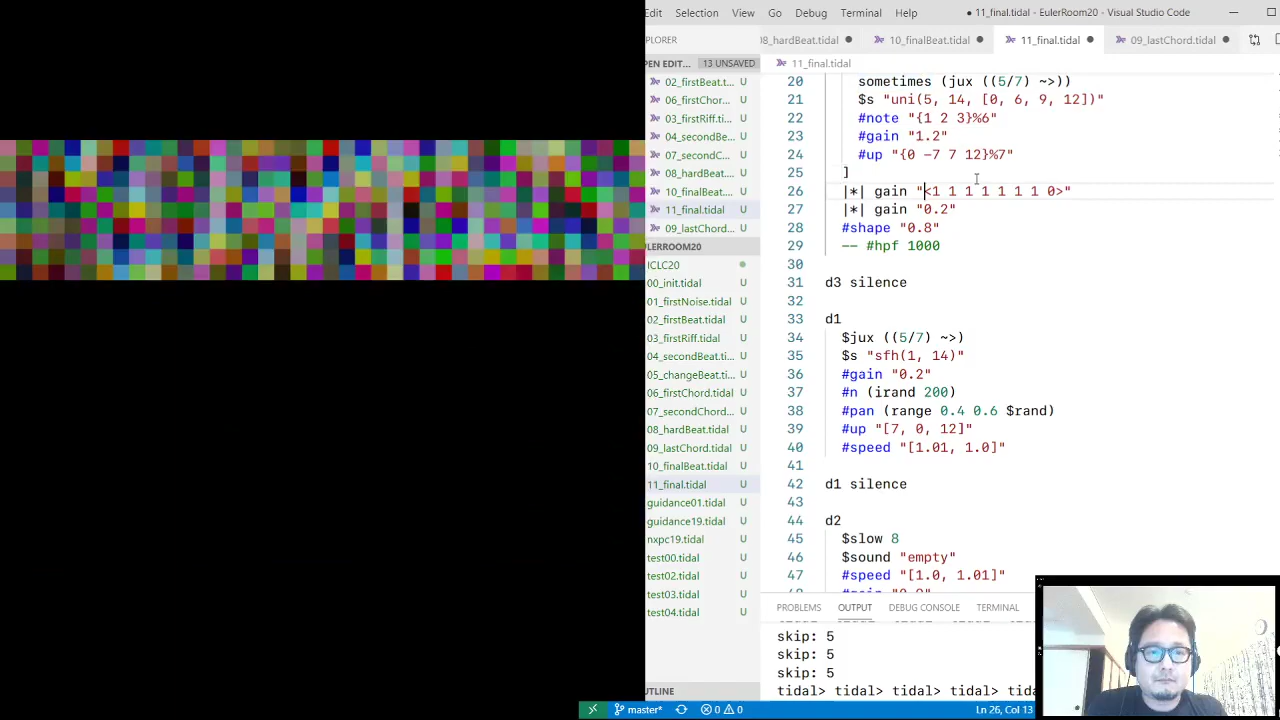 Edit Selection View Go Debug Terminal Help ● 11_final.tidal - EulerRoom20 - Visual Studio Code
PLORER
08_hardBeat.tidal ● 10_finalBeat.tidal ● 11_final.tidal ● 09_lastChord.tidal ●
OPEN EDIT... 13 UNSAVED
11_final.tidal
02_firstBeat.t... U
06_firstChor... U
03_firstRiff.ti... U
04_secondBe... U
07_secondC... U
08_hardBeat... U
10_finalBeat... U
11_final.tidal U
09_lastChord... U
ULERROOM20
ICLC20
00_init.tidal U
01_firstNoise.tidal U
02_firstBeat.tidal U
03_firstRiff.tidal U
04_secondBeat.ti... U
05_changeBeat.ti... U
06_firstChord.tidal U
07_secondChord... U
08_hardBeat.tidal U
09_lastChord.tidal U
10_finalBeat.tidal U
11_final.tidal U
guidance01.tidal U
guidance19.tidal U
nxpc19.tidal U
test00.tidal U
test02.tidal U
test03.tidal U
test04.tidal U
UTLINE
20 sometimes (jux ((5/7) ~>))
21 $s "uni(5, 14, [0, 6, 9, 12])"
22 #note "{1 2 3}%6"
23 #gain "1.2"
24 #up "{0 -7 7 12}%7"
25 ]
26 |*| gain "<1 1 1 1 1 1 1 0>"
27 |*| gain "0.2"
28 #shape "0.8"
29 -- #hpf 1000
30
31 d3 silence
32
33 d1
34 $jux ((5/7) ~>)
35 $s "sfh(1, 14)"
36 #gain "0.2"
37 #n (irand 200)
38 #pan (range 0.4 0.6 $rand)
39 #up "[7, 0, 12]"
40 #speed "[1.01, 1.0]"
41
42 d1 silence
43
44 d2
45 $slow 8
46 $sound "empty"
47 #speed "[1.0, 1.01]"
PROBLEMS OUTPUT DEBUG CONSOLE TERMINAL
skip: 5
skip: 5
skip: 5
tidal> tidal> tidal> tidal> tida
master* 0 0 Ln 26, Col 13